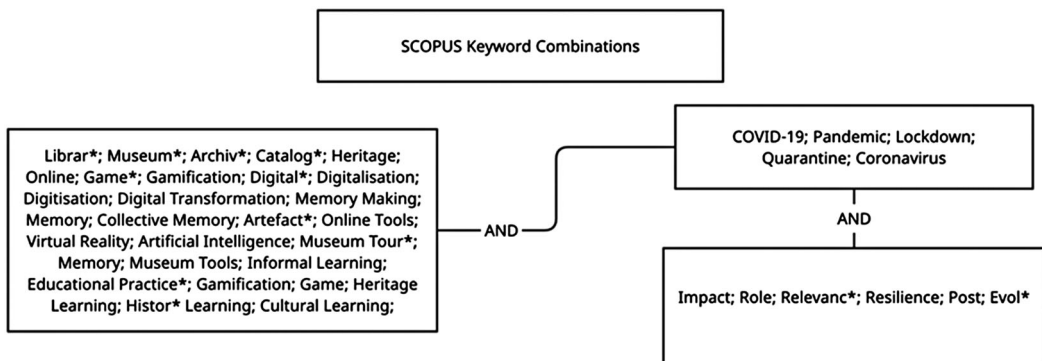 SCOPUS Keyword Combinations
Librar*; Museum*; Archiv*; Catalog*; Heritage;
Online; Game*; Gamification; Digital*; Digitalisation;
Digitisation; Digital Transformation; Memory Making;
Memory; Collective Memory; Artefact*; Online Tools;
Virtual Reality; Artificial Intelligence; Museum Tour*;
Memory; Museum Tools; Informal Learning;
Educational Practice*; Gamification; Game; Heritage
Learning; Histor* Learning; Cultural Learning;
AND
COVID-19; Pandemic; Lockdown;
Quarantine; Coronavirus
AND
Impact; Role; Relevanc*; Resilience; Post; Evol*